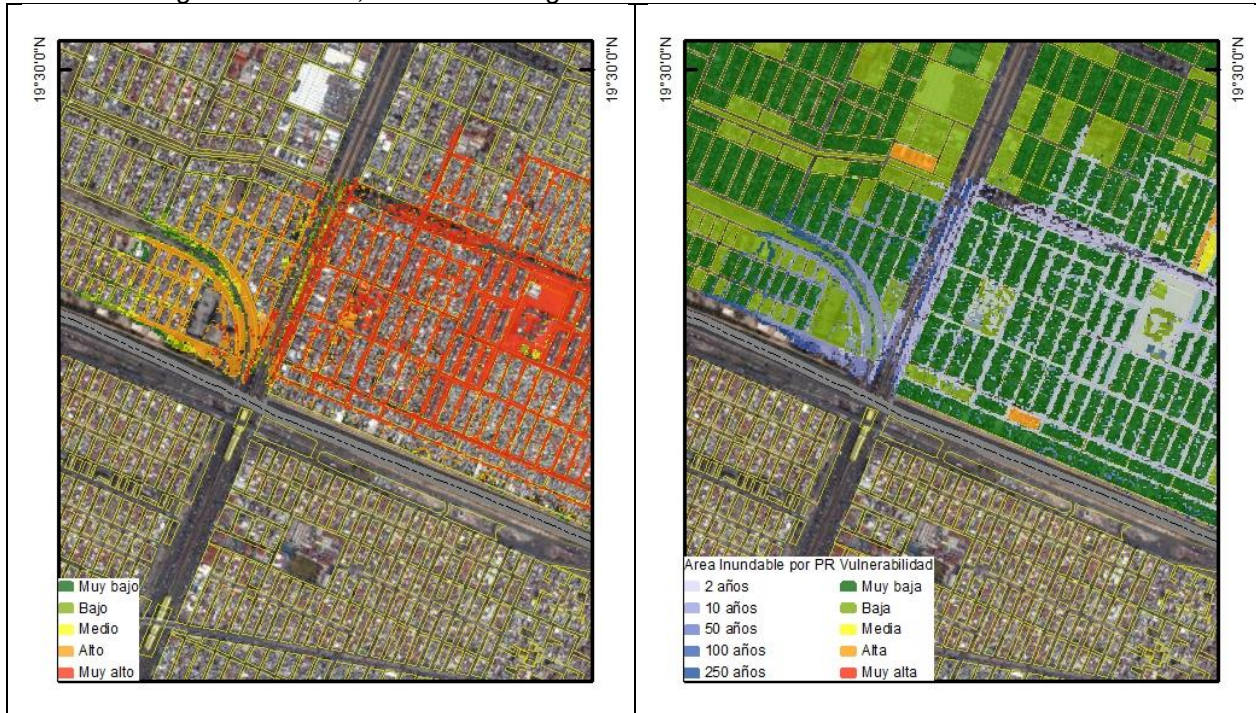 19°30'0"N
19°30'0"N
Muy bajo
Bajo
Medio
Alto
Muy alto
19°30'0"N
19°30'0"N
Area Inundable por PR Vulnerabilidad
2 años Muy baja
10 años Baja
50 años Media
100 años Alta
250 años Muy alta